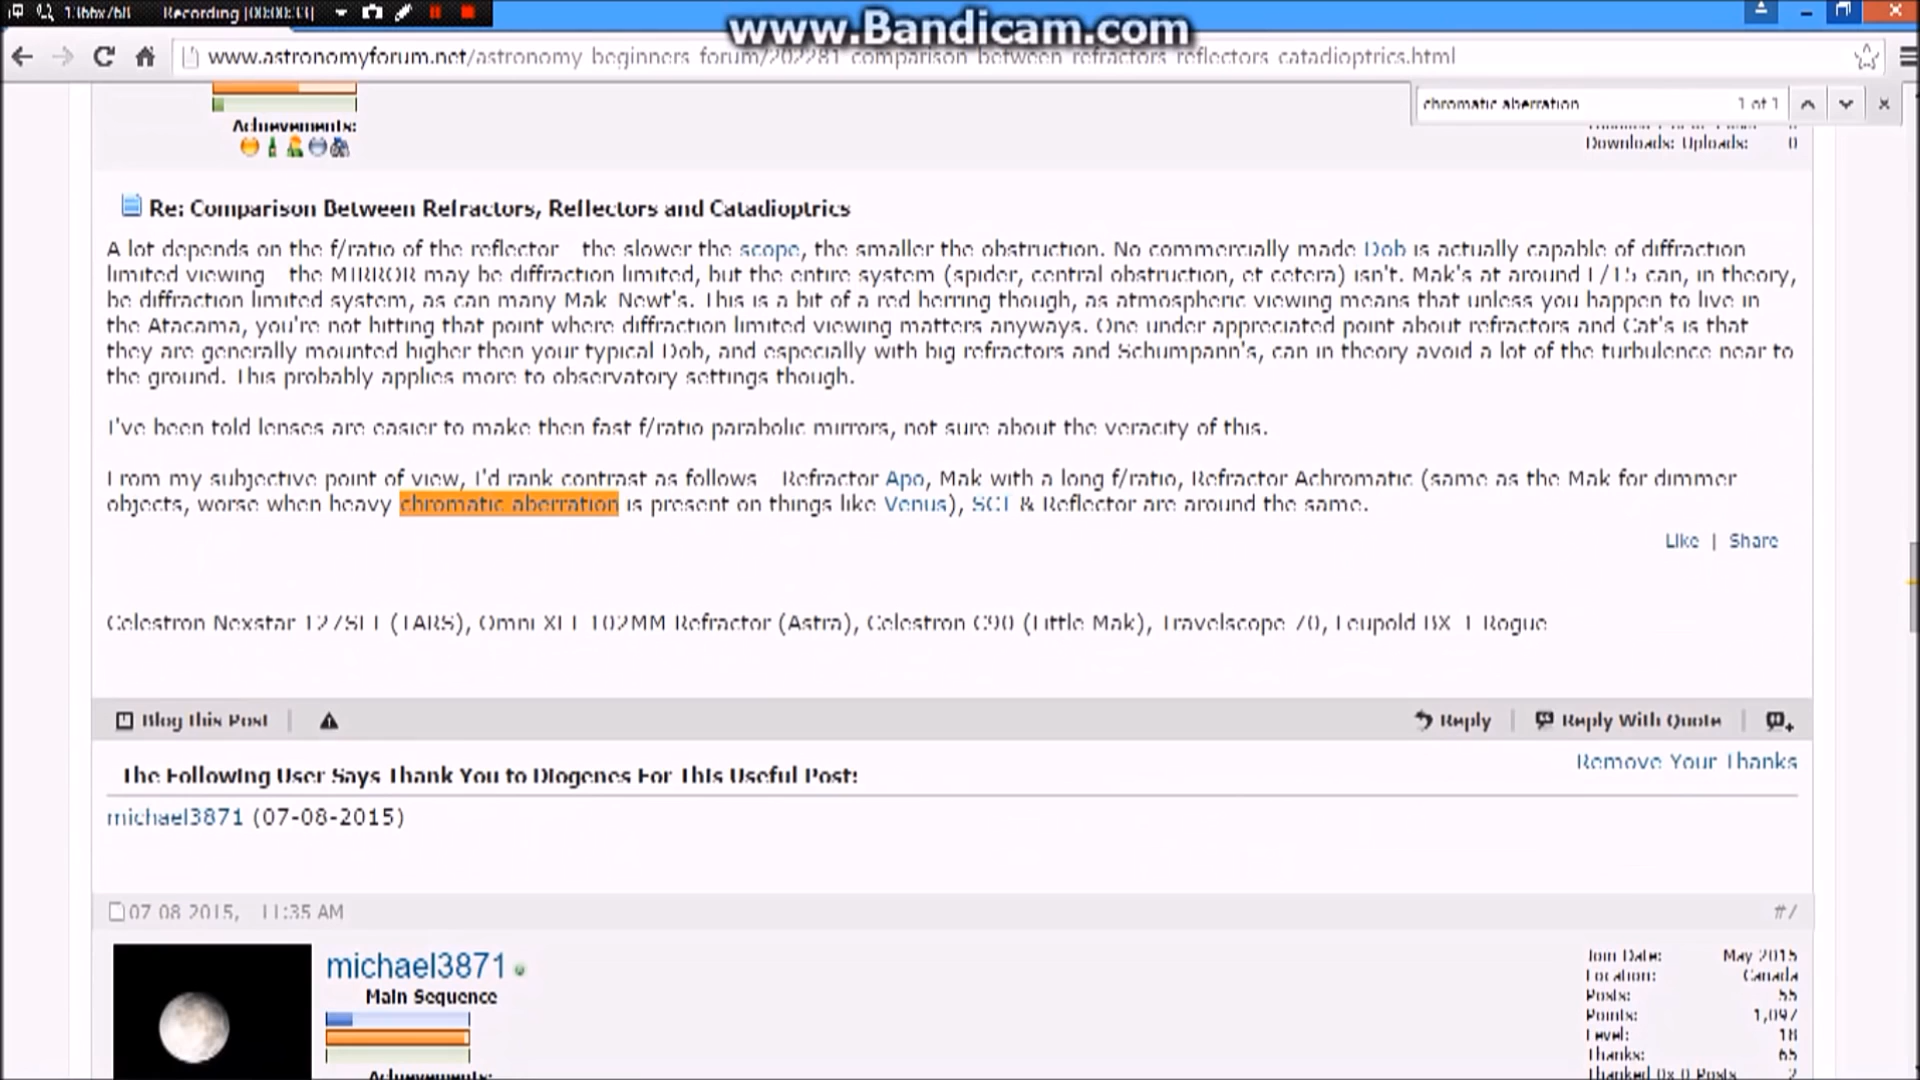 1366x768 Recording [00:00:33]
www.Bandicam.com
www.astronomyforum.net/astronomy beginners forum/202281 comparison between refractors reflectors catadioptrics.html
chromatic aberration 1 of 1
Achievements:
Downloads: Uploads: 0
Re: Comparison Between Refractors, Reflectors and Catadioptrics
A lot depends on the f/ratio of the reflector the slower the scope, the smaller the obstruction. No commercially made Dob is actually capable of diffraction
limited viewing the MIRROR may be diffraction limited, but the entire system (spider, central obstruction, et cetera) isn't. Mak's at around F/15 can, in theory,
be diffraction limited system, as can many Mak Newt's. This is a bit of a red herring though, as atmospheric viewing means that unless you happen to live in
the Atacama, you're not hitting that point where diffraction limited viewing matters anyways. One under appreciated point about refractors and Cat's is that
they are generally mounted higher then your typical Dob, and especially with big refractors and Schumpann's, can in theory avoid a lot of the turbulence near to
the ground. This probably applies more to observatory settings though.
I've been told lenses are easier to make then fast f/ratio parabolic mirrors, not sure about the veracity of this.
From my subjective point of view, I'd rank contrast as follows Refractor Apo, Mak with a long f/ratio, Refractor Achromatic (same as the Mak for dimmer
objects, worse when heavy chromatic aberration is present on things like Venus), SCT & Reflector are around the same.
Like | Share
Celestron Nexstar 127SLT (TARS), Omni XLT 102MM Refractor (Astra), Celestron C90 (Little Mak), Travelscope 70, Leupold BX 1 Rogue
Blog this Post Reply Reply With Quote
Remove Your Thanks
The Following User Says Thank You to Diogenes For This Useful Post:
michael3871 (07-08-2015)
07 08 2015, 11:35 AM #7
michael3871
Main Sequence
Achievements:
Join Date: May 2015
Location: Canada
Posts: 55
Points: 1,097
Level: 18
Thanks: 65
Thanked 0x 0 Posts 2